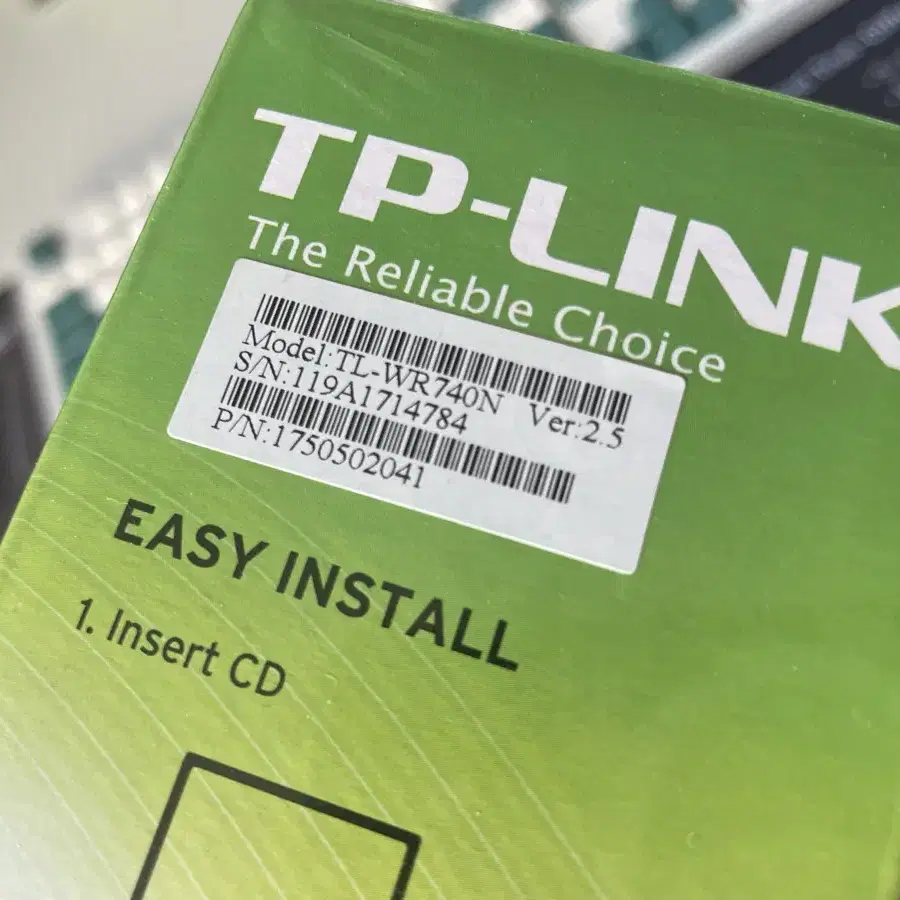 TP-LINK
The Reliable Choice
Model:TL-WR740N Ver:2.5
S/N:119A1714784
P/N:1750502041
EASY INSTALL
1. Insert CD